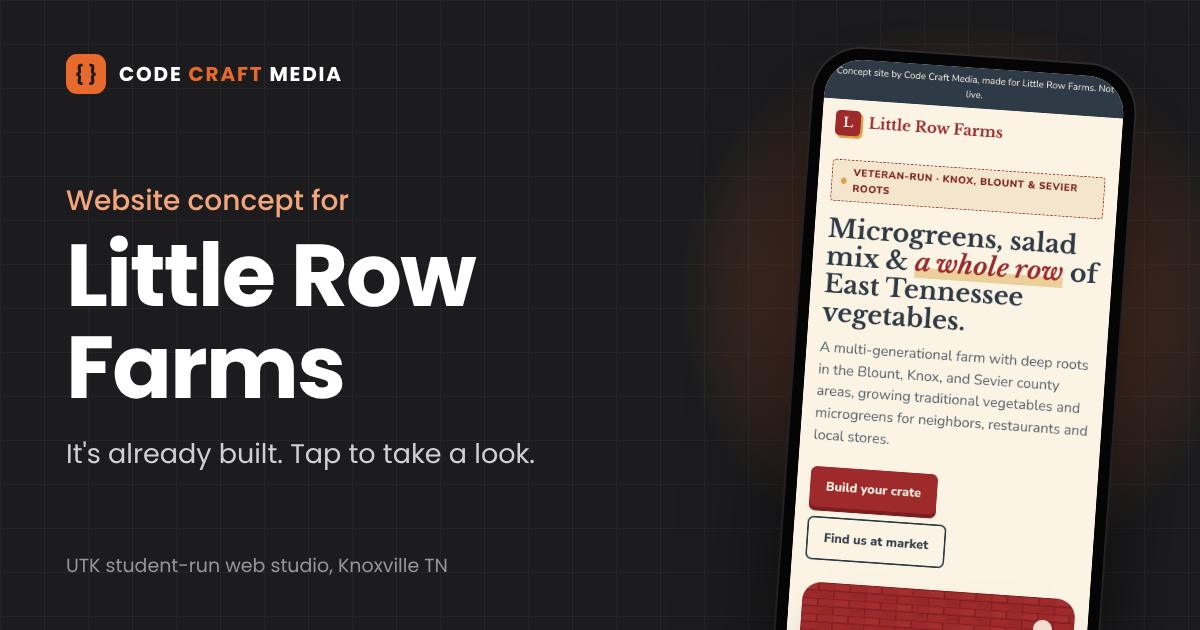 { } CODE CRAFT MEDIA
Website concept for
Little Row
Farms
It's already built. Tap to take a look.
UTK student-run web studio, Knoxville TN
Concept site by Code Craft Media, made for Little Row Farms. Not
live.
L Little Row Farms
VETERAN-RUN · KNOX, BLOUNT & SEVIER
ROOTS
Microgreens, salad
mix & a whole row of
East Tennessee
vegetables.
A multi-generational farm with deep roots
in the Blount, Knox, and Sevier county
areas, growing traditional vegetables and
microgreens for neighbors, restaurants and
local stores.
Build your crate
Find us at market